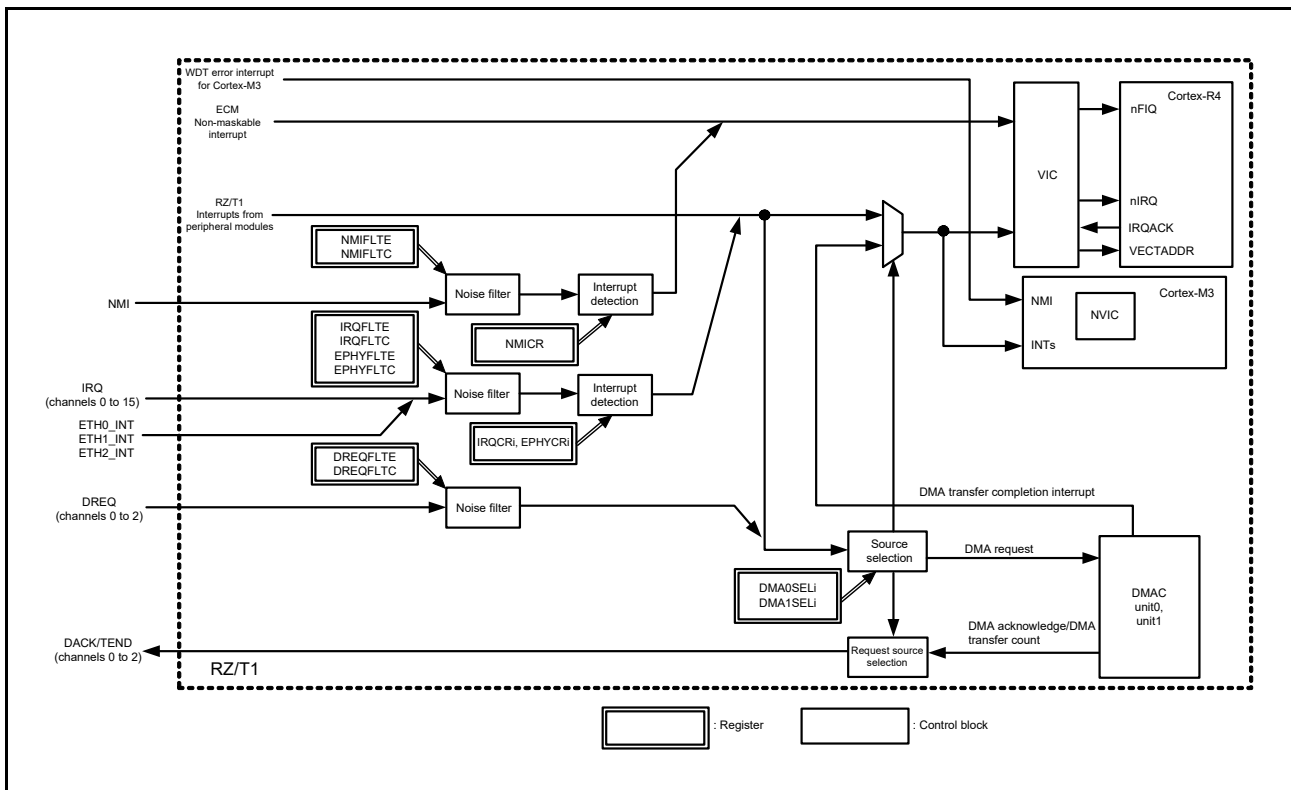 WDT error interrupt
for Cortex-M3
ECM
Non-maskable
interrupt
RZ/T1
Interrupts from
peripheral modules
NMIFLTE
NMIFLTC
Noise filter
Interrupt
detection
NMI
NMICR
IRQFLTE
IRQFLTC
EPHYFLTE
EPHYFLTC
IRQ
(channels 0 to 15)
Noise filter
Interrupt
detection
ETH0_INT
ETH1_INT
ETH2_INT
IRQCRi, EPHYCRi
DREQFLTE
DREQFLTC
DREQ
(channels 0 to 2)
Noise filter
VIC
Cortex-R4
nFIQ
nIRQ
IRQACK
VECTADDR
Cortex-M3
NMI
NVIC
INTs
DMA transfer completion interrupt
Source
selection
DMA request
DMA0SELi
DMA1SELi
DMAC
unit0,
unit1
DMA acknowledge/DMA
transfer count
Request source
selection
DACK/TEND
(channels 0 to 2)
RZ/T1
: Register
: Control block